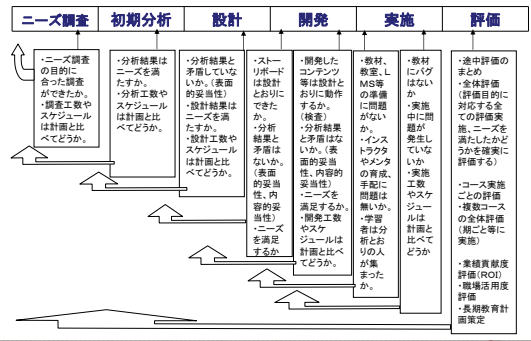 ニーズ調査
初期分析
設計
開発
実施
評価
・ニーズ調査
の目的に
合った調査
ができたか。
・調査工数や
スケジュール
は計画と比
べてどうか。
・分析結果は
ニーズを満
たすか。
・分析工数や
スケジュール
は計画と比べ
てどうか。
・分析結果と
矛盾していな
いか。(表面
的妥当性)
・設計結果は
ニーズを満
たすか。
・設計工数や
スケジュール
は計画と比べ
てどうか。
・ストー
リボード
は設計
とおりに
できた
か。
・分析
結果と
矛盾は
ないか。
(表面
的妥当
性、内容
的妥当
性)
・ニーズ
を満足
するか
・開発した
コンテンツ
等は設計と
おりに動作
するか。
(検査)
・分析結果
と矛盾はな
いか。(表
面的妥当
性、内容的
妥当性)
・ニーズを
満足するか。
・開発工数
やスケ
ジュールは
計画と比べ
てどうか。
・教材、
教室、L
MS等の
準備に
問題が
ないか。
・インス
トラクタ
やメンタ
の育成、
手配に
問題は
無いか。
・学習
者は分
析とおり
の人が
集まっ
たか。
・教材
にバグ
はない
か
・実施
中に問
題が
発生し
ていな
いか
・実施
工数
やスケ
ジュー
ルは
計画と
比べて
どうか
・途中評価の
まとめ
・全体評価
(評価目的に
対応する全
ての評価実
施、ニーズを
満たしたかど
うかを確実に
評価する)
・コース実施
ごとの評価
・複数コース
の全体評価
(期ごと等に
実施)
・業績貢献度
評価(ROI)
・職場活用度
評価
・長期教育計
画策定